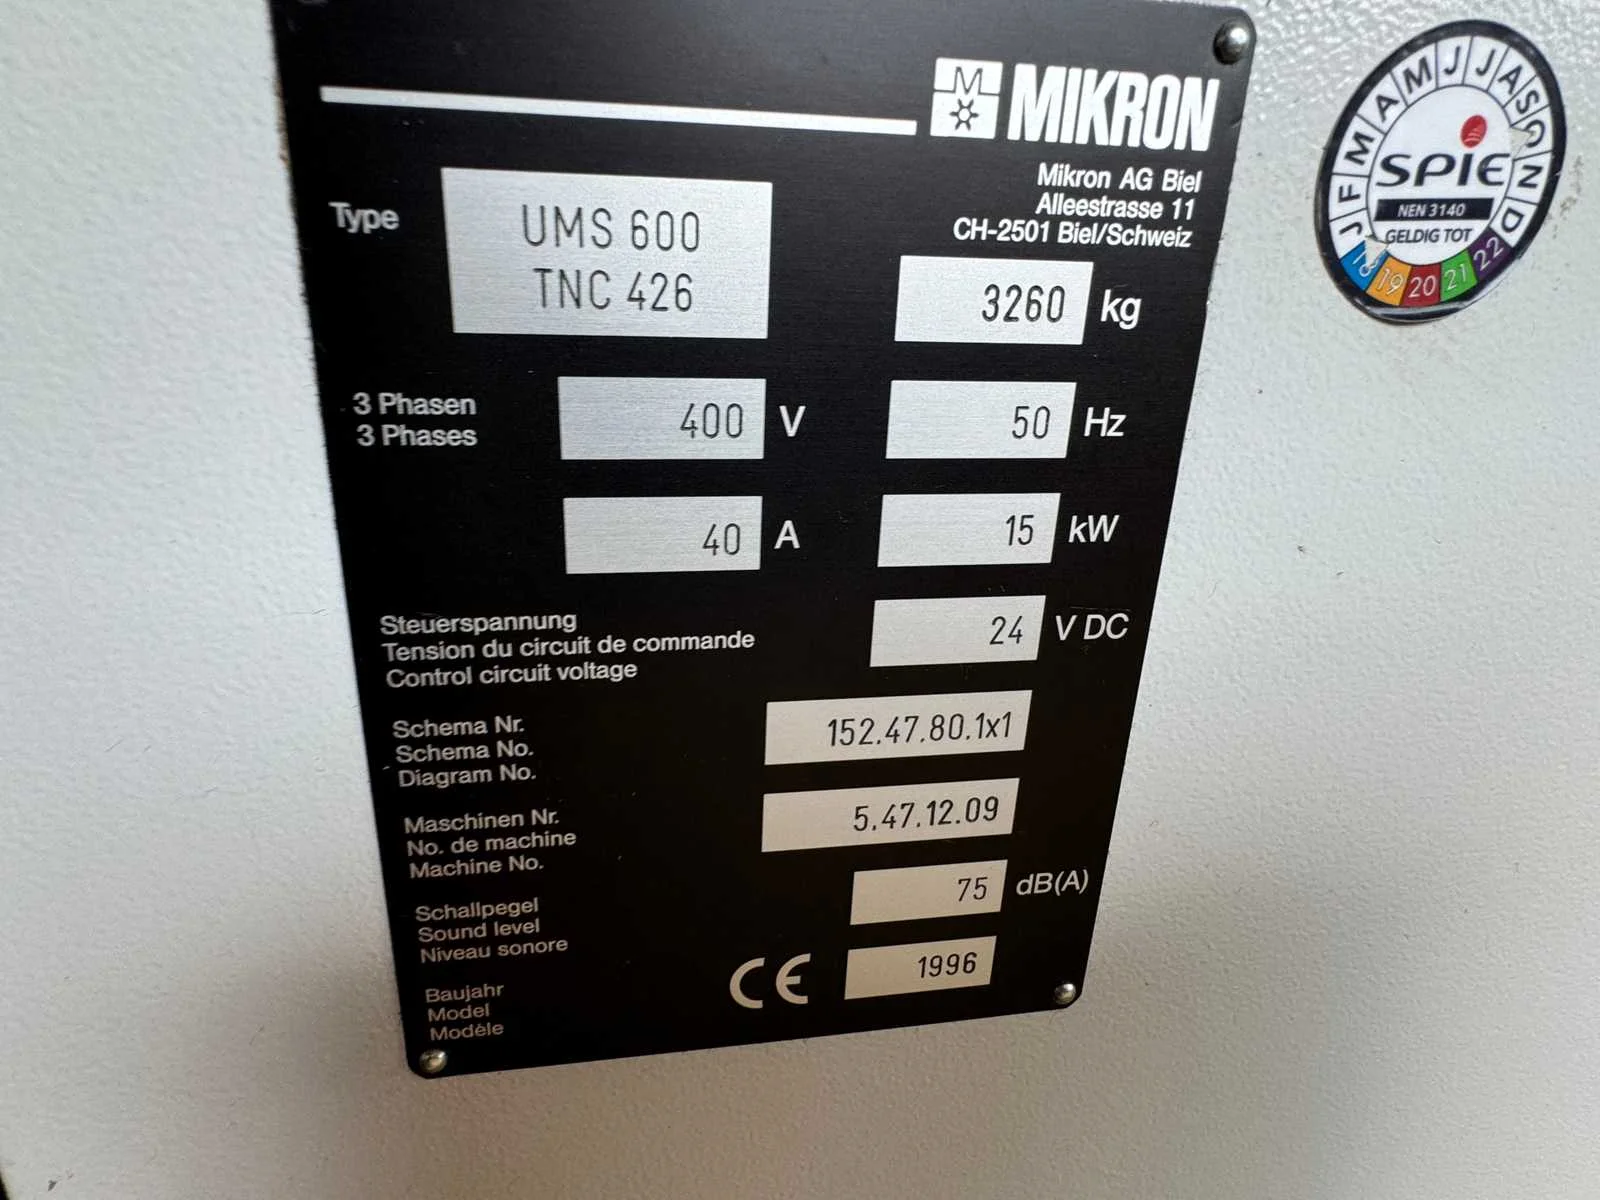 MIKRON
Mikron AG Biel
Alleestrasse 11
CH-2501 Biel/Schweiz
Type
UMS 600
TNC 426
3260 kg
3 Phasen
3 Phases
400 V
50 Hz
40 A
15 kW
Steuerspannung
Tension du circuit de commande
Control circuit voltage
24 V DC
Schema Nr.
Schema No.
Diagram No.
152.47.80.1x1
Maschinen Nr.
No. de machine
Machine No.
5.47.12.09
Schallpegel
Sound level
Niveau sonore
75 dB(A)
Baujahr
Model
Modéle
CE
1996
J F M A M J J A S O N D
SPIE
NEN 3140
GELDIG TOT
18 19 20 21 22